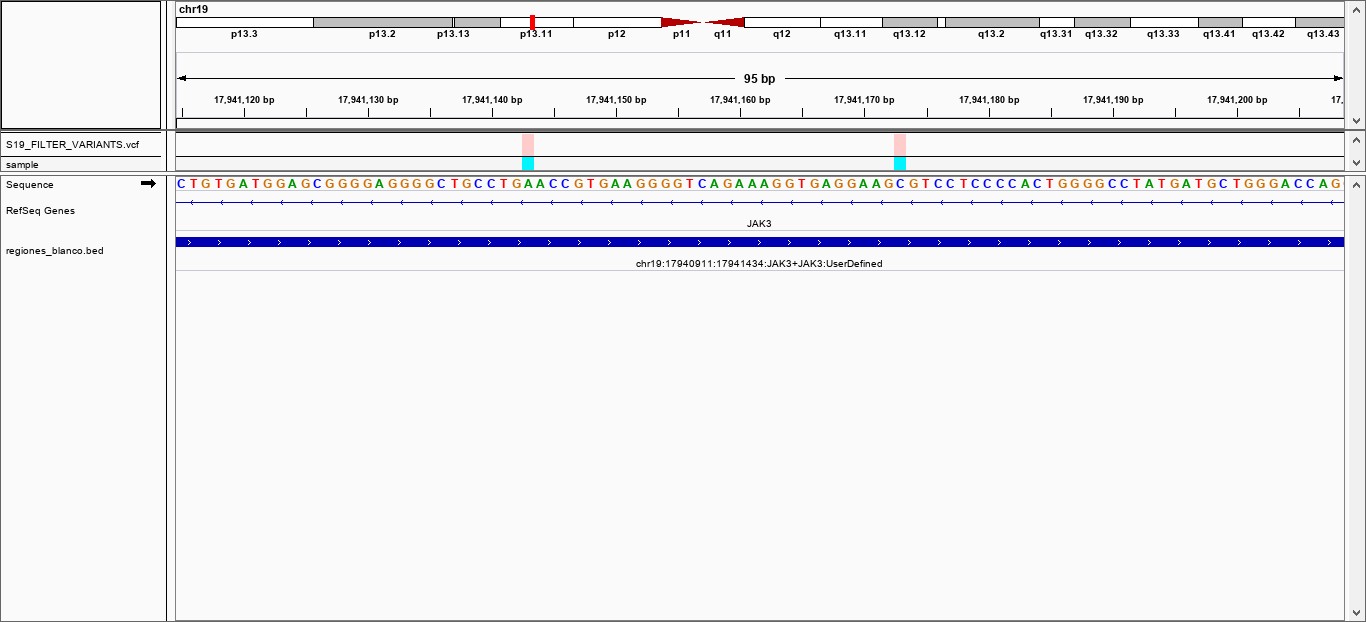 chr19
p13.3 p13.2 p13.13 p13.11 p12 p11 q11 q12 q13.11 q13.12 q13.2 q13.31 q13.32 q13.33 q13.41 q13.42 q13.43
95 bp
17,941,120 bp 17,941,130 bp 17,941,140 bp 17,941,150 bp 17,941,160 bp 17,941,170 bp 17,941,180 bp 17,941,190 bp 17,941,200 bp 17,
S19_FILTER_VARIANTS.vcf
sample
Sequence C T G T G A T G G A G C G G G G A G G G G C T G C C T G A A C C G T G A A G G G G T C A G A A A G G T G A G G A A G C G T C C T C C C C A C T G G G G C C T A T G A T G C T G G G A C C A G
RefSeq Genes
JAK3
regiones_blanco.bed
chr19:17940911:17941434:JAK3+JAK3:UserDefined